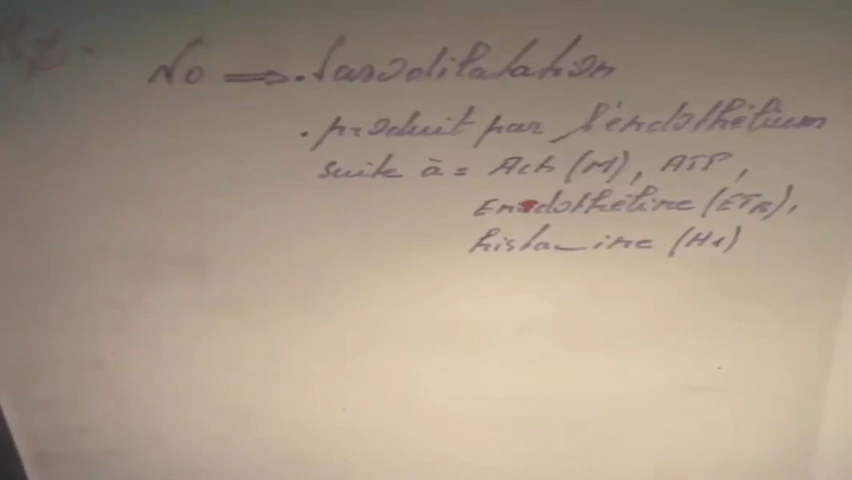 NO ⇒ . Vasodilatation
. produit par l'endothélium
suite à = Ach (M), ATP,
Endothéline (ETB),
histamine (H1)